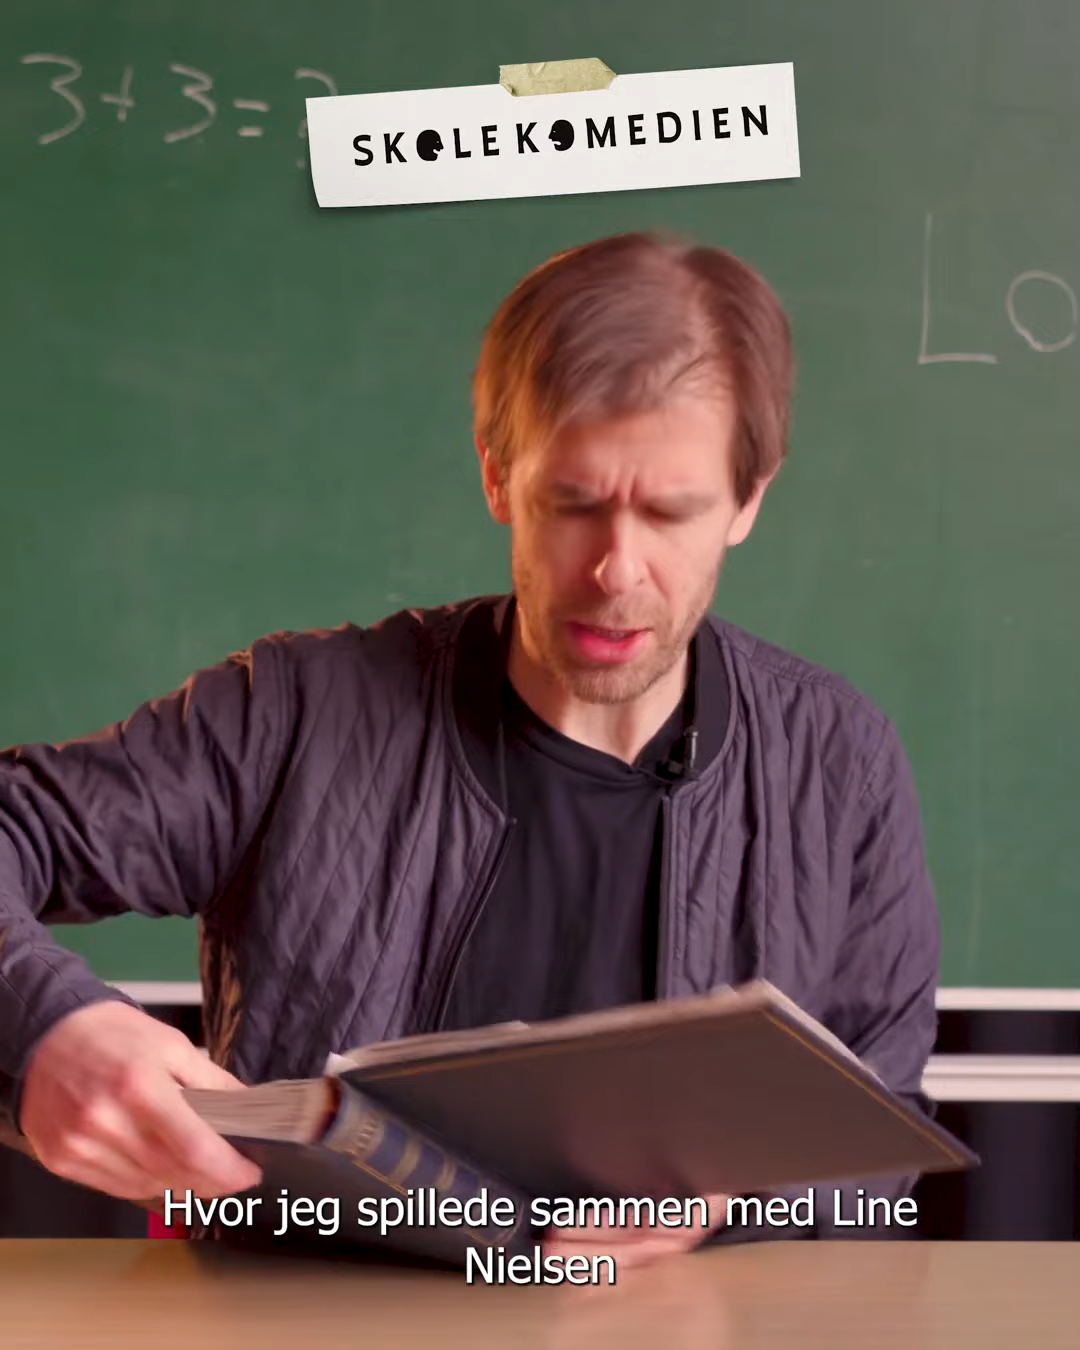 3+3=?
SKOLEKOMEDIEN
Lo
Hvor jeg spillede sammen med Line
Nielsen